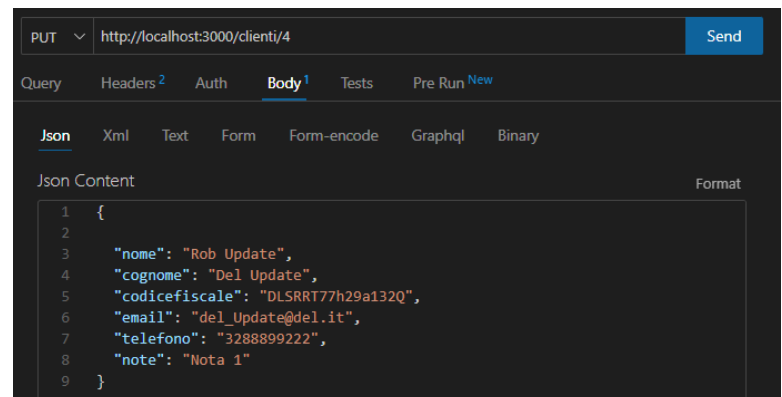 PUT http://localhost:3000/clienti/4 Send
Query Headers 2 Auth Body 1 Tests Pre Run New
Json Xml Text Form Form-encode Graphql Binary
Json Content Format
1 {
2
3 "nome": "Rob Update",
4 "cognome": "Del Update",
5 "codicefiscale": "DLSRRT77h29a132Q",
6 "email": "del_Update@del.it",
7 "telefono": "3288899222",
8 "note": "Nota 1"
9 }